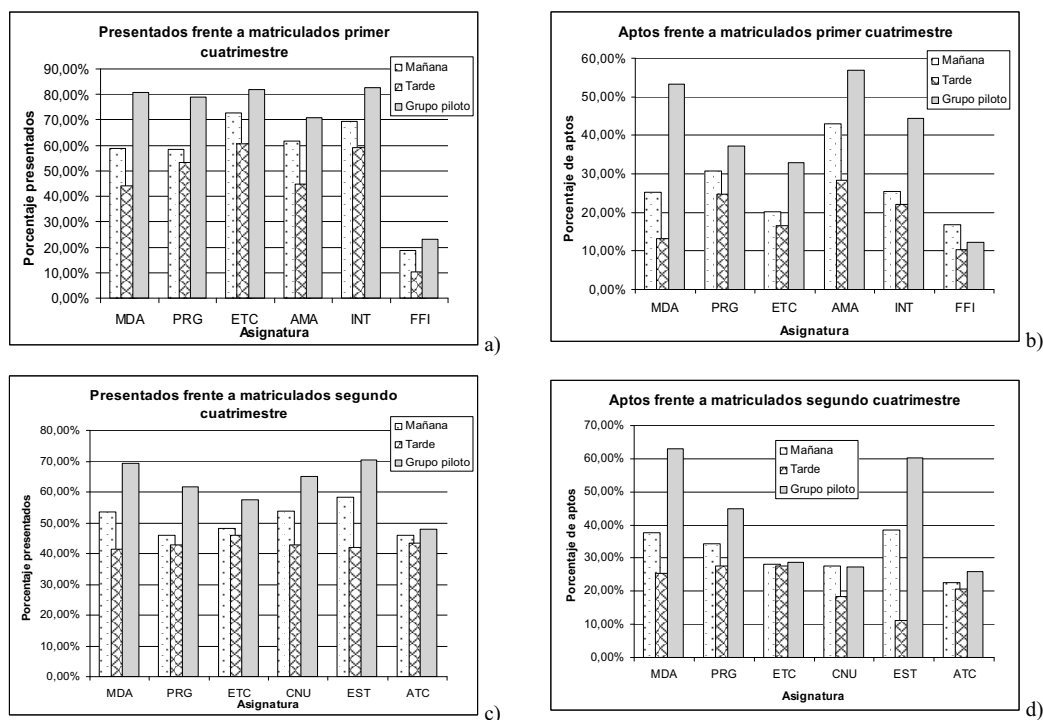 Presentados frente a matriculados primer
cuatrimestre
Mañana
Tarde
Grupo piloto
Porcentaje presentados
90,00%
80,00%
70,00%
60,00%
50,00%
40,00%
30,00%
20,00%
10,00%
0,00%
MDA PRG ETC AMA INT FFI
Asignatura
a)
Aptos frente a matriculados primer cuatrimestre
Mañana
Tarde
Grupo piloto
Porcentaje de aptos
60,00%
50,00%
40,00%
30,00%
20,00%
10,00%
0,00%
MDA PRG ETC AMA INT FFI
Asignatura
b)
Presentados frente a matriculados segundo
cuatrimestre
Mañana
Tarde
Grupo piloto
Porcentaje presentados
80,00%
70,00%
60,00%
50,00%
40,00%
30,00%
20,00%
10,00%
0,00%
MDA PRG ETC CNU EST ATC
Asignatura
c)
Aptos frente a matriculados segundo cuatrimestre
Mañana
Tarde
Grupo piloto
Porcentaje de aptos
70,00%
60,00%
50,00%
40,00%
30,00%
20,00%
10,00%
0,00%
MDA PRG ETC CNU EST ATC
Asignatura
d)